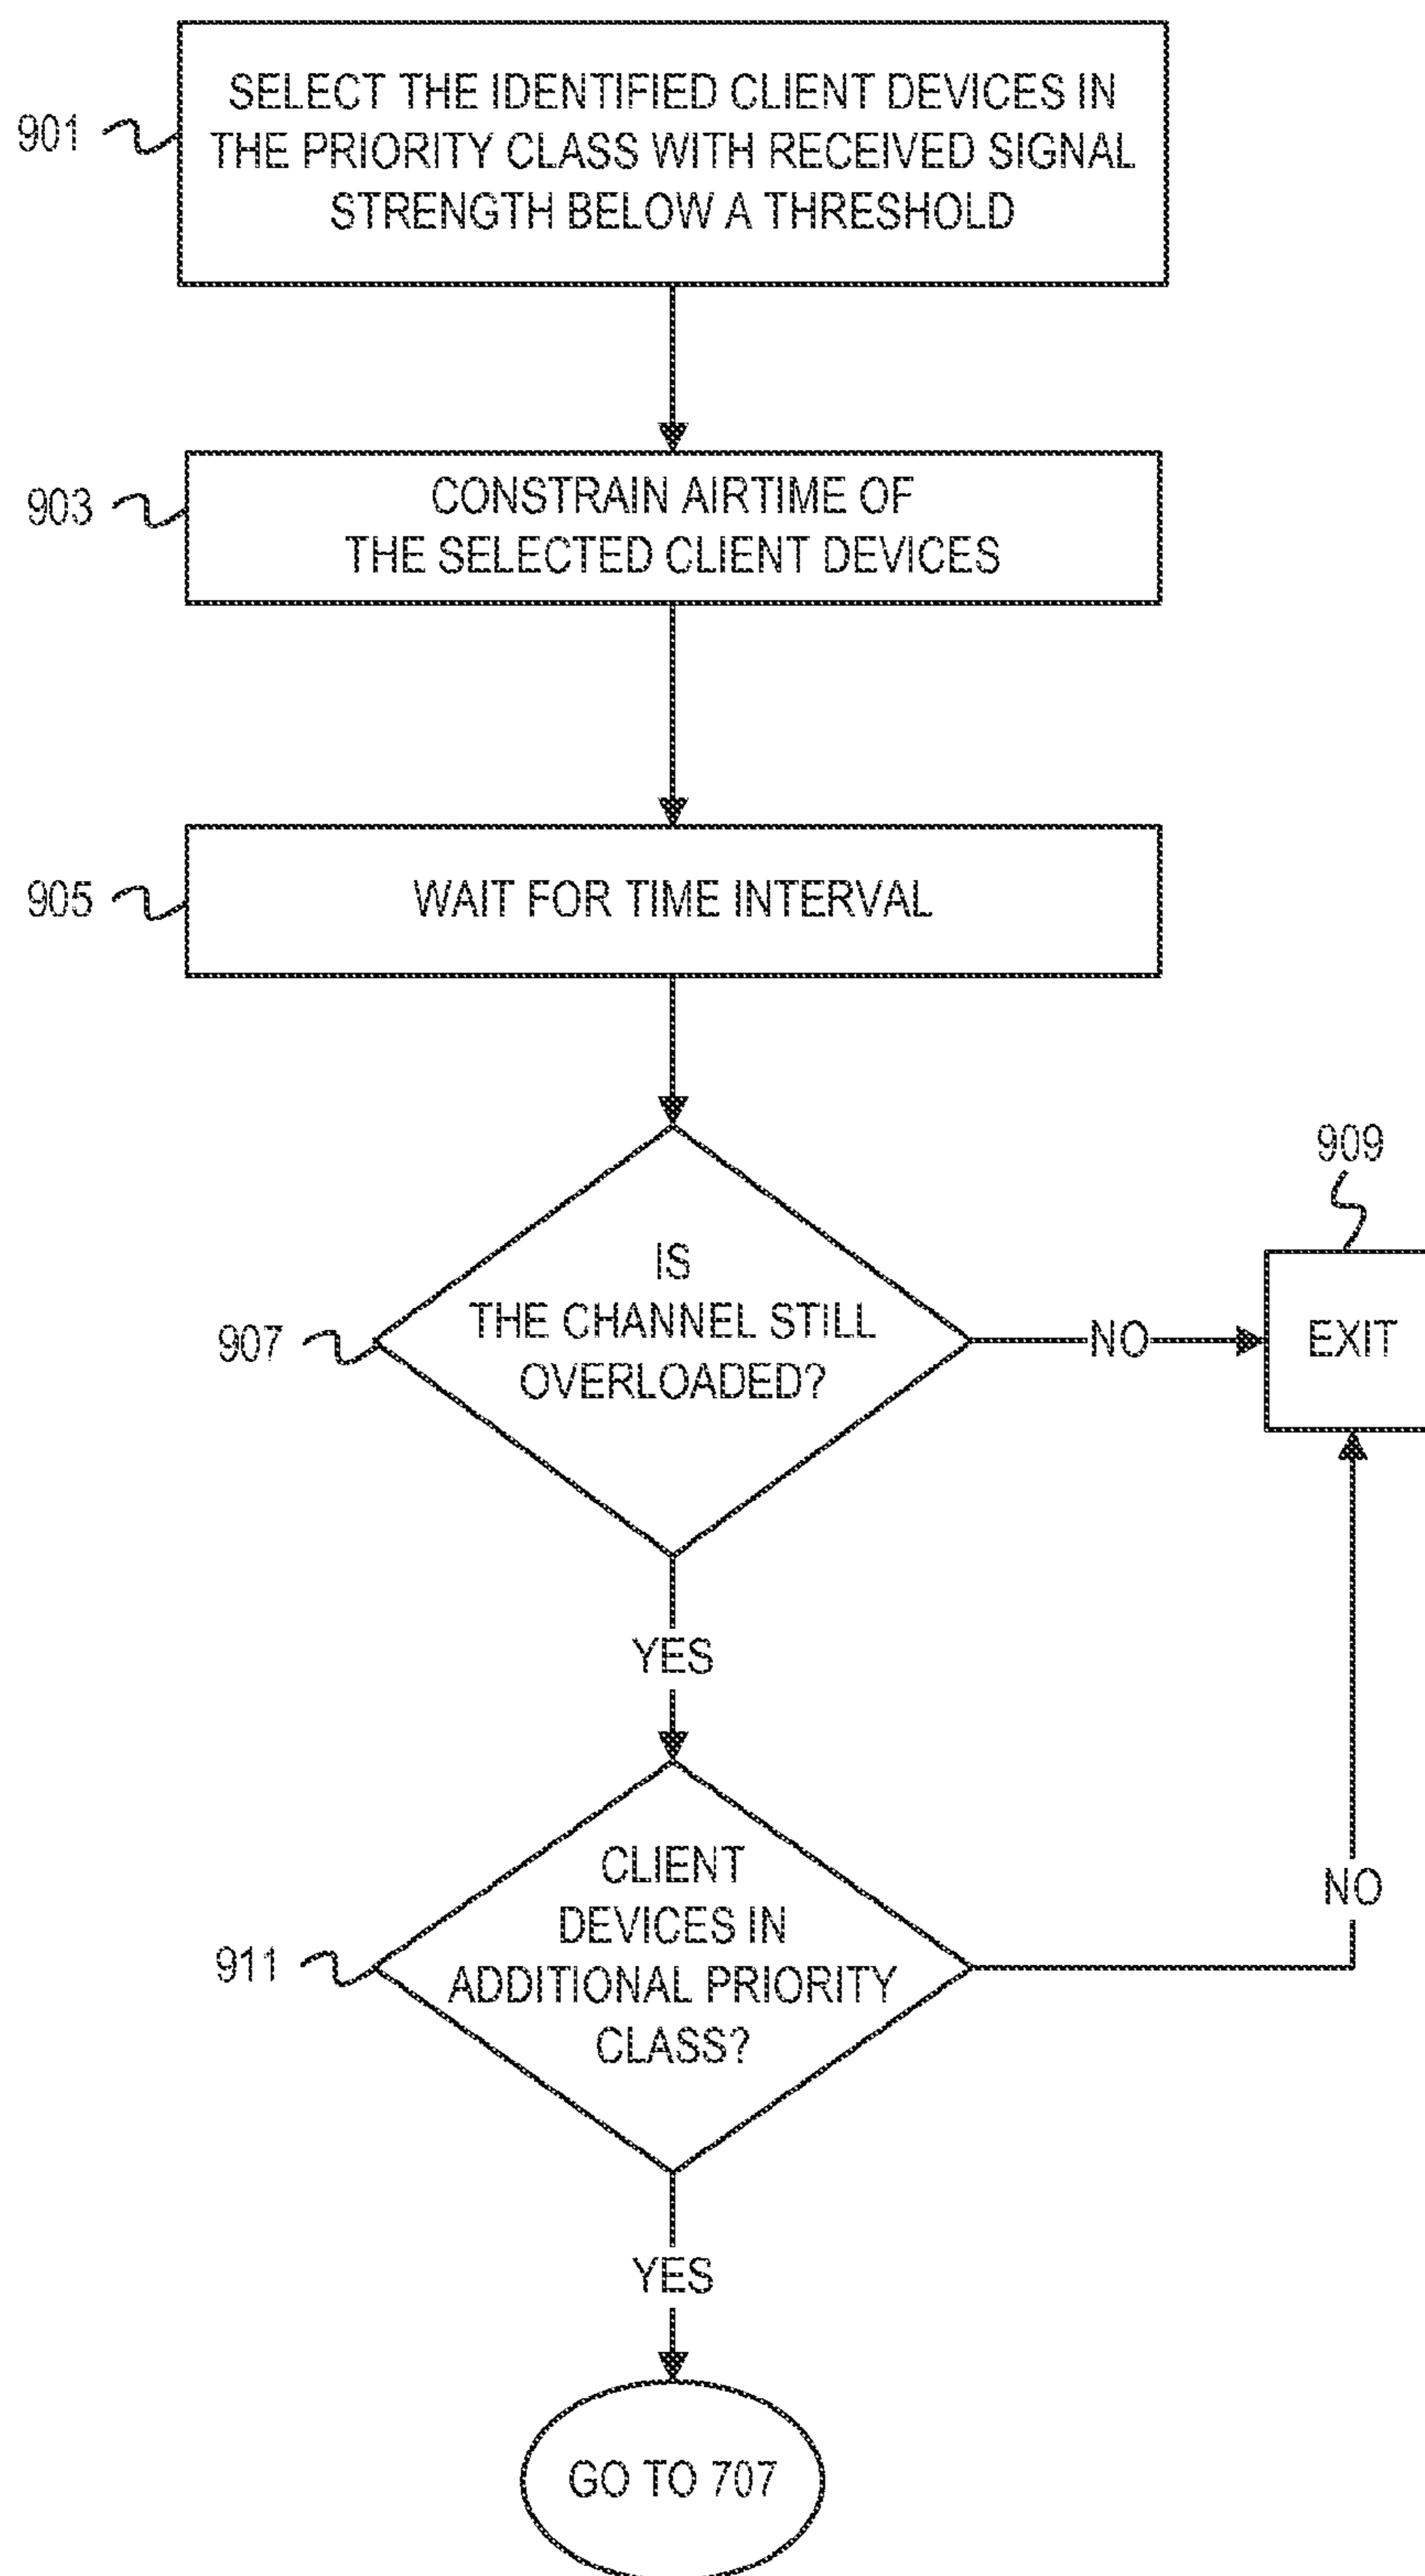 901
SELECT THE IDENTIFIED CLIENT DEVICES IN
THE PRIORITY CLASS WITH RECEIVED SIGNAL
STRENGTH BELOW A THRESHOLD
903
CONSTRAIN AIRTIME OF
THE SELECTED CLIENT DEVICES
905
WAIT FOR TIME INTERVAL
907
IS
THE CHANNEL STILL
OVERLOADED?
NO
909
EXIT
YES
911
CLIENT
DEVICES IN
ADDITIONAL PRIORITY
CLASS?
NO
YES
GO TO 707